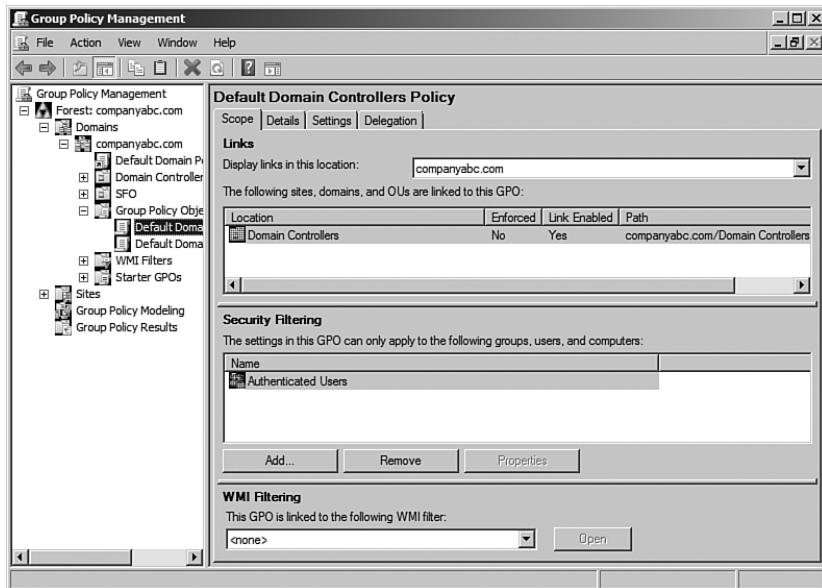 Group Policy Management
File Action View Window Help
Group Policy Management
Forest: companyabc.com
Domains
companyabc.com
Default Domain P
Domain Controller
SFO
Group Policy Obje
Default Doma
Default Doma
WMI Filters
Starter GPOs
Sites
Group Policy Modeling
Group Policy Results
Default Domain Controllers Policy
Scope Details Settings Delegation
Links
Display links in this location: companyabc.com
The following sites, domains, and OUs are linked to this GPO:
Location Enforced Link Enabled Path
Domain Controllers No Yes companyabc.com/Domain Controllers
Security Filtering
The settings in this GPO can only apply to the following groups, users, and computers:
Name
Authenticated Users
Add... Remove Properties
WMI Filtering
This GPO is linked to the following WMI filter:
<none> Open